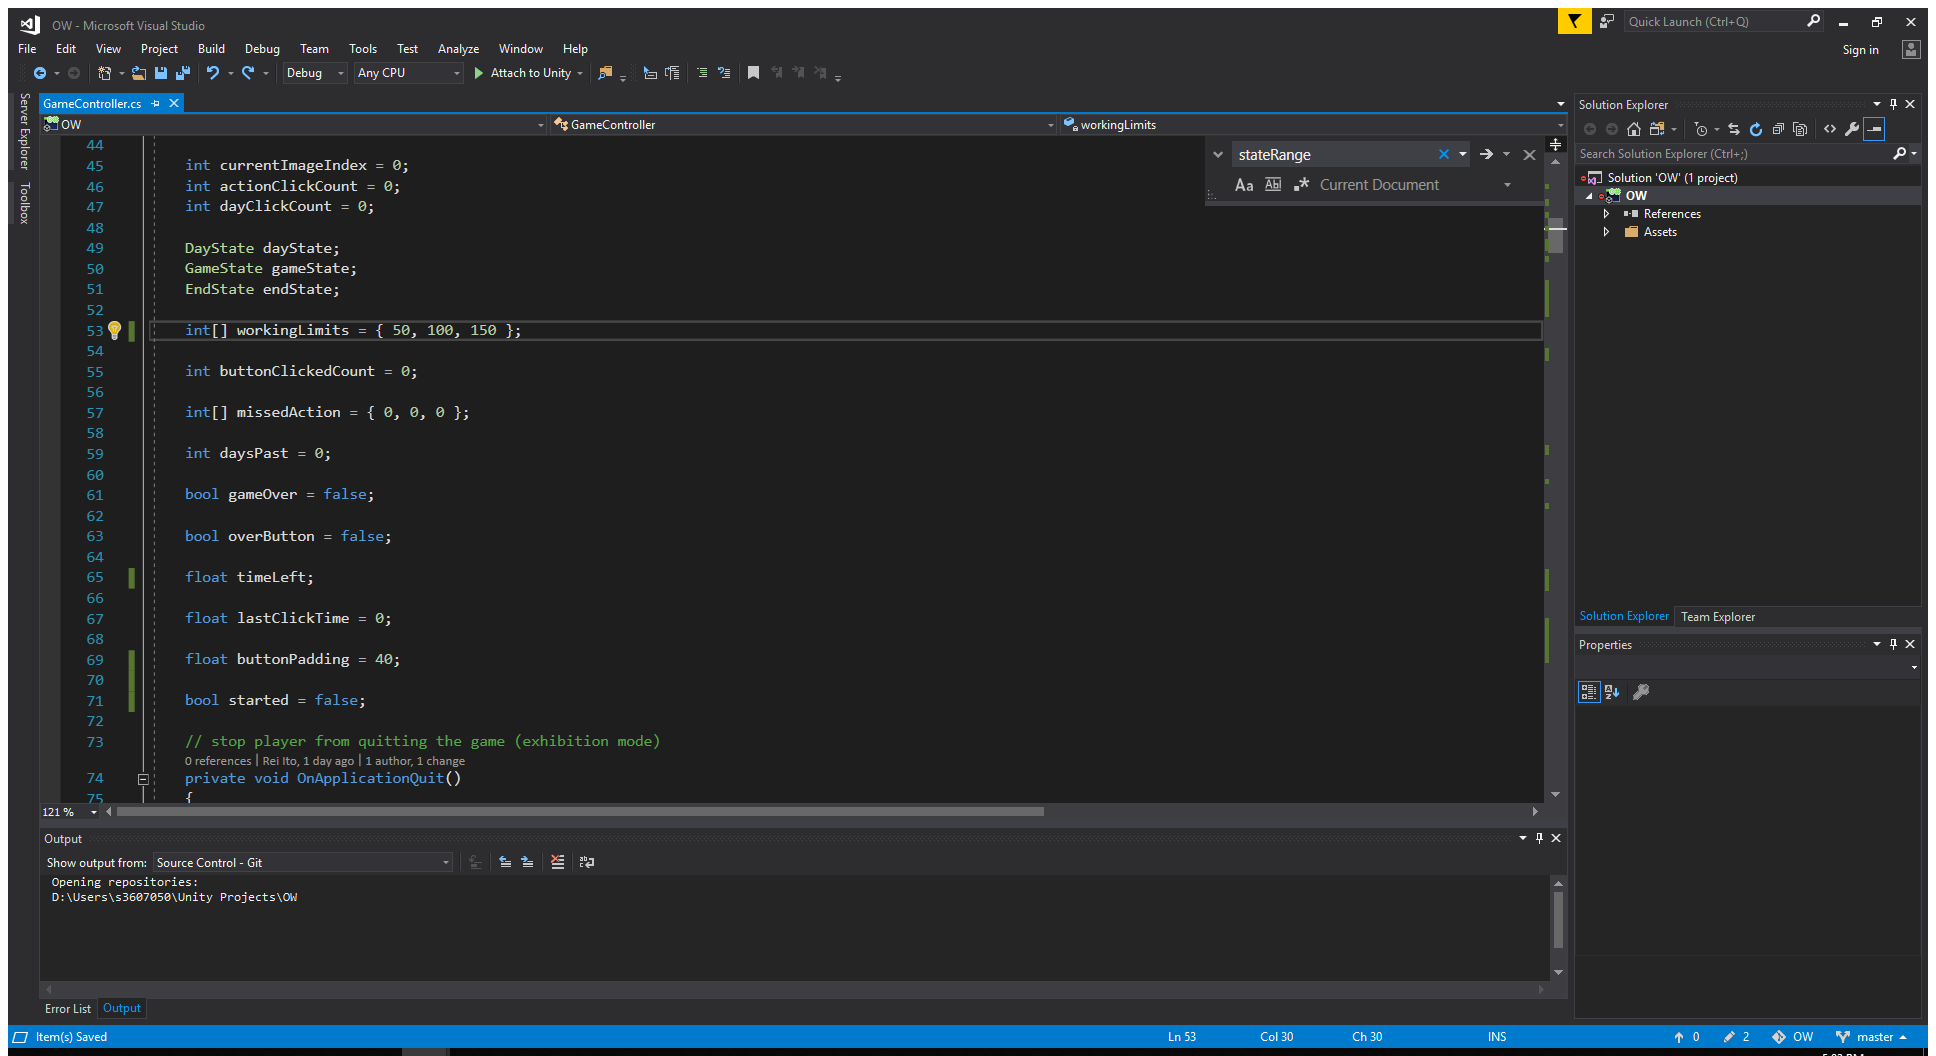 OW - Microsoft Visual Studio
Quick Launch (Ctrl+Q)
File Edit View Project Build Debug Team Tools Test Analyze Window Help
Sign in
Debug Any CPU Attach to Unity
Server Explorer
Toolbox
GameController.cs
OW GameController workingLimits
stateRange
Aa Abl .* Current Document
44
45 int currentImageIndex = 0;
46 int actionClickCount = 0;
47 int dayClickCount = 0;
48
49 DayState dayState;
50 GameState gameState;
51 EndState endState;
52
53 int[] workingLimits = { 50, 100, 150 };
54
55 int buttonClickedCount = 0;
56
57 int[] missedAction = { 0, 0, 0 };
58
59 int daysPast = 0;
60
61 bool gameOver = false;
62
63 bool overButton = false;
64
65 float timeLeft;
66
67 float lastClickTime = 0;
68
69 float buttonPadding = 40;
70
71 bool started = false;
72
73 // stop player from quitting the game (exhibition mode)
0 references | Rei Ito, 1 day ago | 1 author, 1 change
74 private void OnApplicationQuit()
75 {
121 %
Solution Explorer
Search Solution Explorer (Ctrl+;)
Solution 'OW' (1 project)
OW
References
Assets
Solution Explorer Team Explorer
Properties
Output
Show output from: Source Control - Git
Opening repositories:
D:\Users\s3607050\Unity Projects\OW
Error List Output
Item(s) Saved Ln 53 Col 30 Ch 30 INS 0 2 OW master